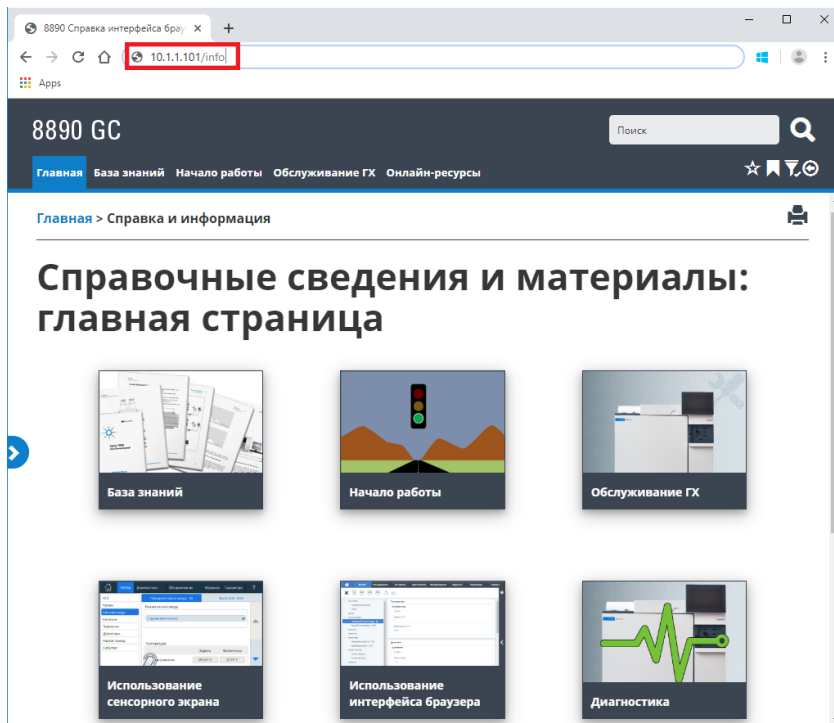 8890 Справка интерфейса брау
10.1.1.101/info
Apps
8890 GC
Поиск
Главная База знаний Начало работы Обслуживание ГХ Онлайн-ресурсы
Главная > Справка и информация
Справочные сведения и материалы:
главная страница
База знаний
Начало работы
Обслуживание ГХ
Использование
сенсорного экрана
Использование
интерфейса браузера
Диагностика